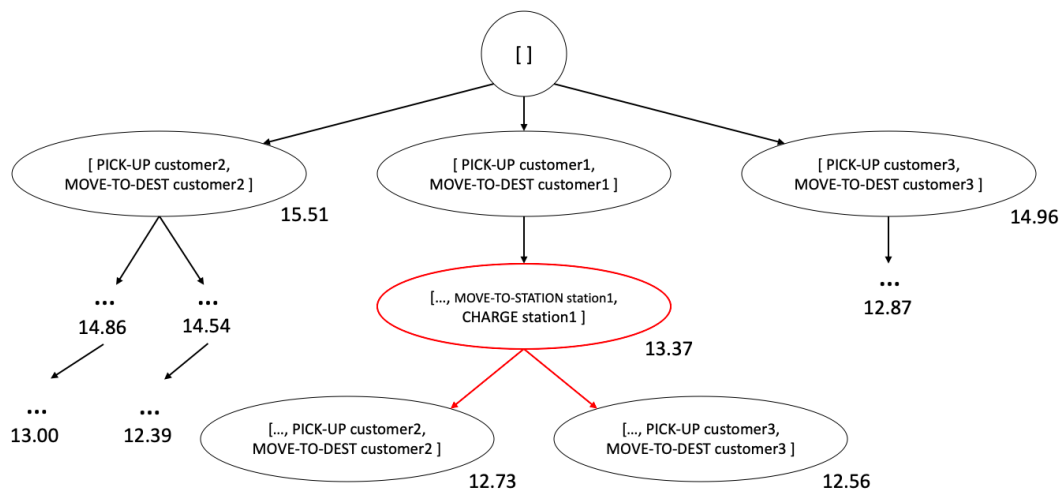 [ ]
[ PICK-UP customer2,
MOVE-TO-DEST customer2 ]
15.51
[ PICK-UP customer1,
MOVE-TO-DEST customer1 ]
[ PICK-UP customer3,
MOVE-TO-DEST customer3 ]
14.96
...
14.86
...
14.54
[..., MOVE-TO-STATION station1,
CHARGE station1 ]
13.37
...
12.87
...
13.00
...
12.39
[..., PICK-UP customer2,
MOVE-TO-DEST customer2 ]
12.73
[..., PICK-UP customer3,
MOVE-TO-DEST customer3 ]
12.56